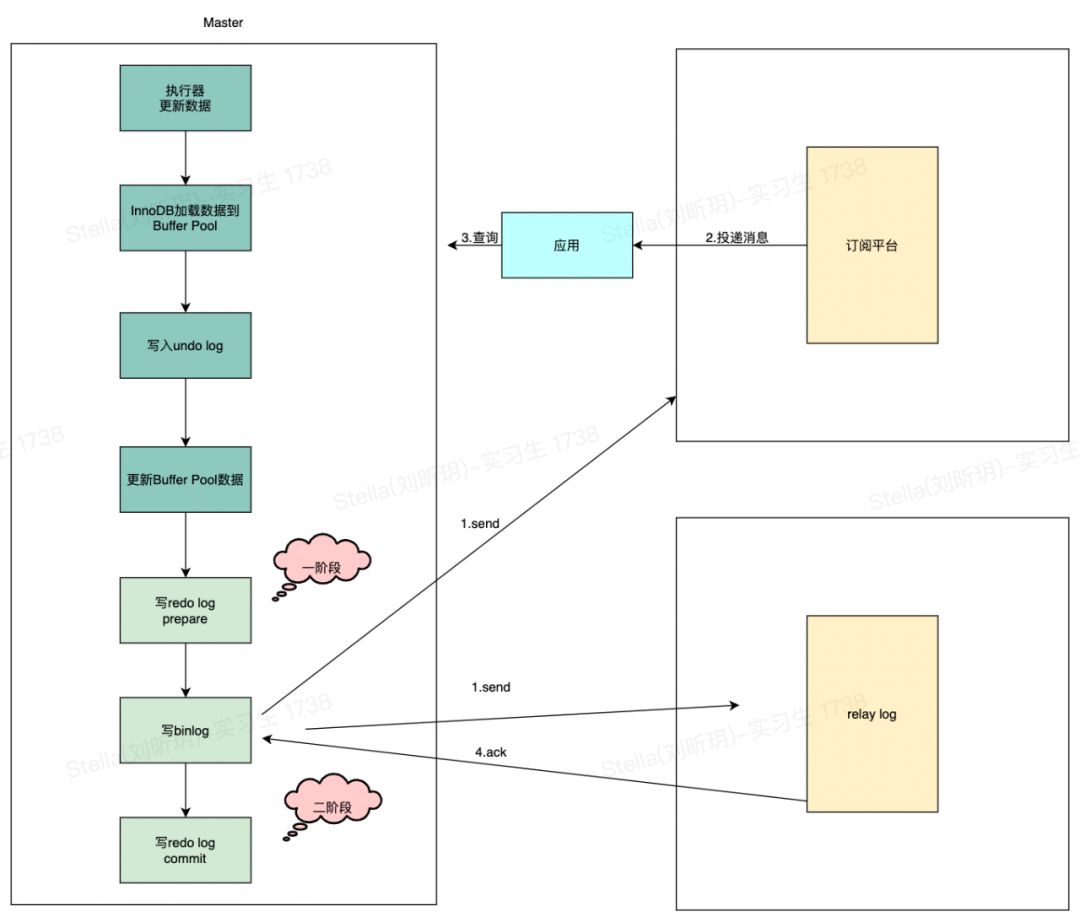 Master
执行器
更新数据
InnoDB加载数据到
Buffer Pool
写入undo log
更新Buffer Pool数据
一阶段
写redo log
prepare
写binlog
二阶段
写redo log
commit
3.查询
应用
2.投递消息
订阅平台
1.send
1.send
4.ack
relay log
Stella(刘昕玥)-实习生 1738
Stella(刘昕玥)-实习生 1738
生 1738
Stella(刘昕玥)-实习生 1738
Stella(刘昕玥)-实习生
Stella(刘昕玥)-实习生 1738
Stella(刘昕玥)-实习生 1738